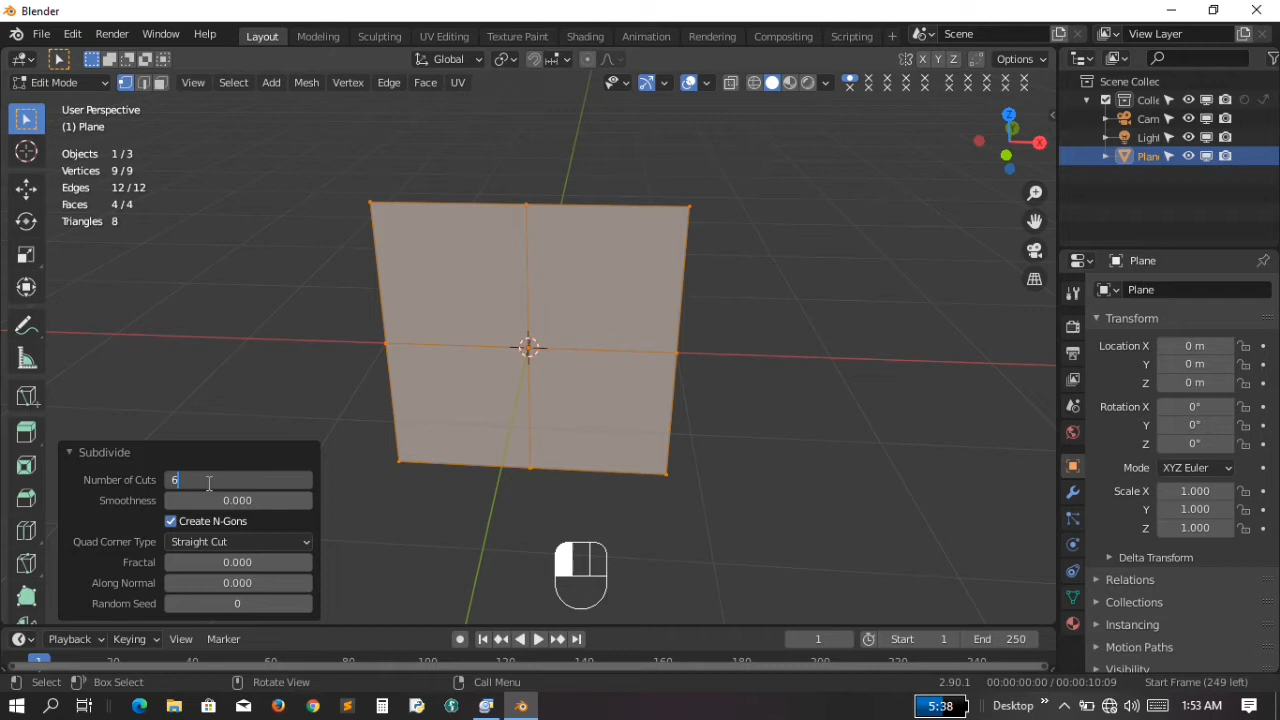 Blender
File Edit Render Window Help Layout Modeling Sculpting UV Editing Texture Paint Shading Animation Rendering Compositing Scripting + Scene View Layer
Global X Y Z Options
Edit Mode View Select Add Mesh Vertex Edge Face UV
Scene Collec
Colle
Cam
Light
Plane
User Perspective
(1) Plane
Objects 1 / 3
Vertices 9 / 9
Edges 12 / 12
Faces 4 / 4
Triangles 8
Z
X
Plane
Plane
Transform
Location X 0 m
Y 0 m
Z 0 m
Rotation X 0°
Y 0°
Z 0°
Mode XYZ Euler
Scale X 1.000
Y 1.000
Z 1.000
Delta Transform
Relations
Collections
Instancing
Motion Paths
Visibility
Subdivide
Number of Cuts 6
Smoothness 0.000
Create N-Gons
Quad Corner Type Straight Cut
Fractal 0.000
Along Normal 0.000
Random Seed 0
Playback Keying View Marker 1 Start 1 End 250
1 20 40 60 80 100 120 140 160 180 200 220 240
Select Box Select Rotate View Call Menu 2.90.1 00:00:00:00 / 00:00:10:09 Start Frame (249 left)
5:38 Desktop 1:53 AM